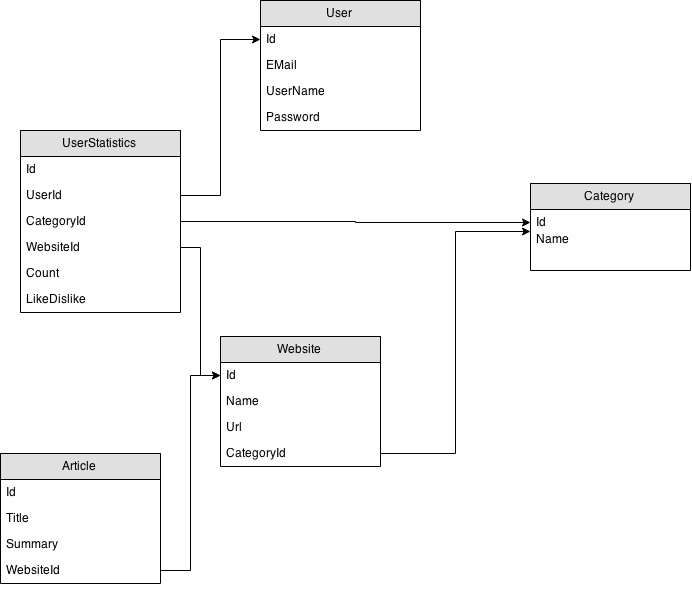 User
Id
EMail
UserName
Password
UserStatistics
Id
UserId
CategoryId
WebsiteId
Count
LikeDislike
Category
Id
Name
Website
Id
Name
Url
CategoryId
Article
Id
Title
Summary
WebsiteId